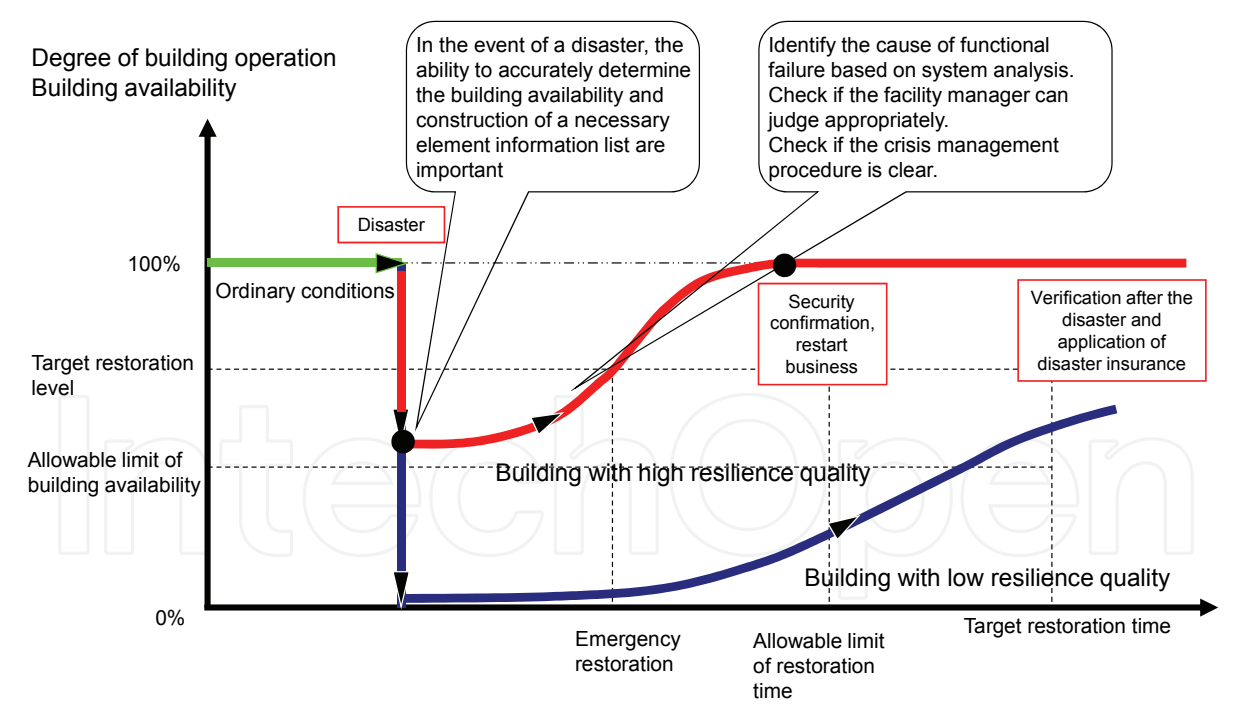 Degree of building operation
Building availability
In the event of a disaster, the
ability to accurately determine
the building availability and
construction of a necessary
element information list are
important
Identify the cause of functional
failure based on system analysis.
Check if the facility manager can
judge appropriately.
Check if the crisis management
procedure is clear.
Disaster
100%
Ordinary conditions
Security
confirmation,
restart
business
Verification after the
disaster and
application of
disaster insurance
Target restoration
level
Allowable limit of
building availability
Building with high resilience quality
IntechOpen
Building with low resilience quality
0%
Target restoration time
Emergency
restoration
Allowable limit
of restoration
time